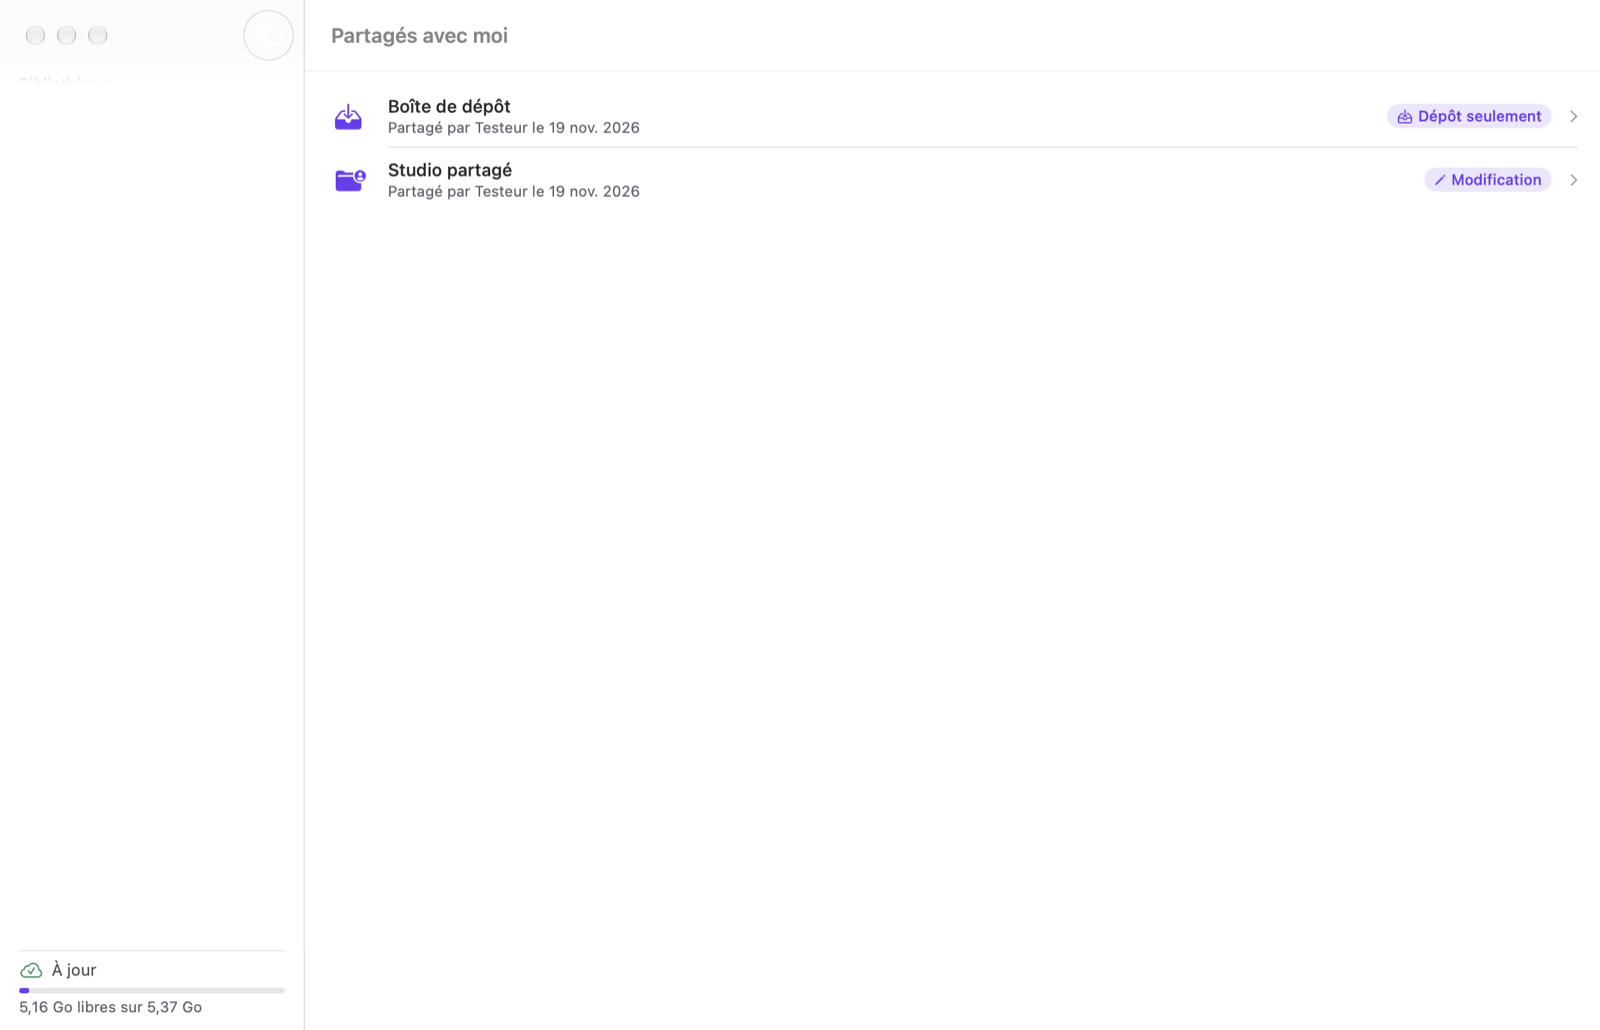 Partagés avec moi
Boîte de dépôt
Partagé par Testeur le 19 nov. 2026
Dépôt seulement
Studio partagé
Partagé par Testeur le 19 nov. 2026
Modification
À jour
5,16 Go libres sur 5,37 Go